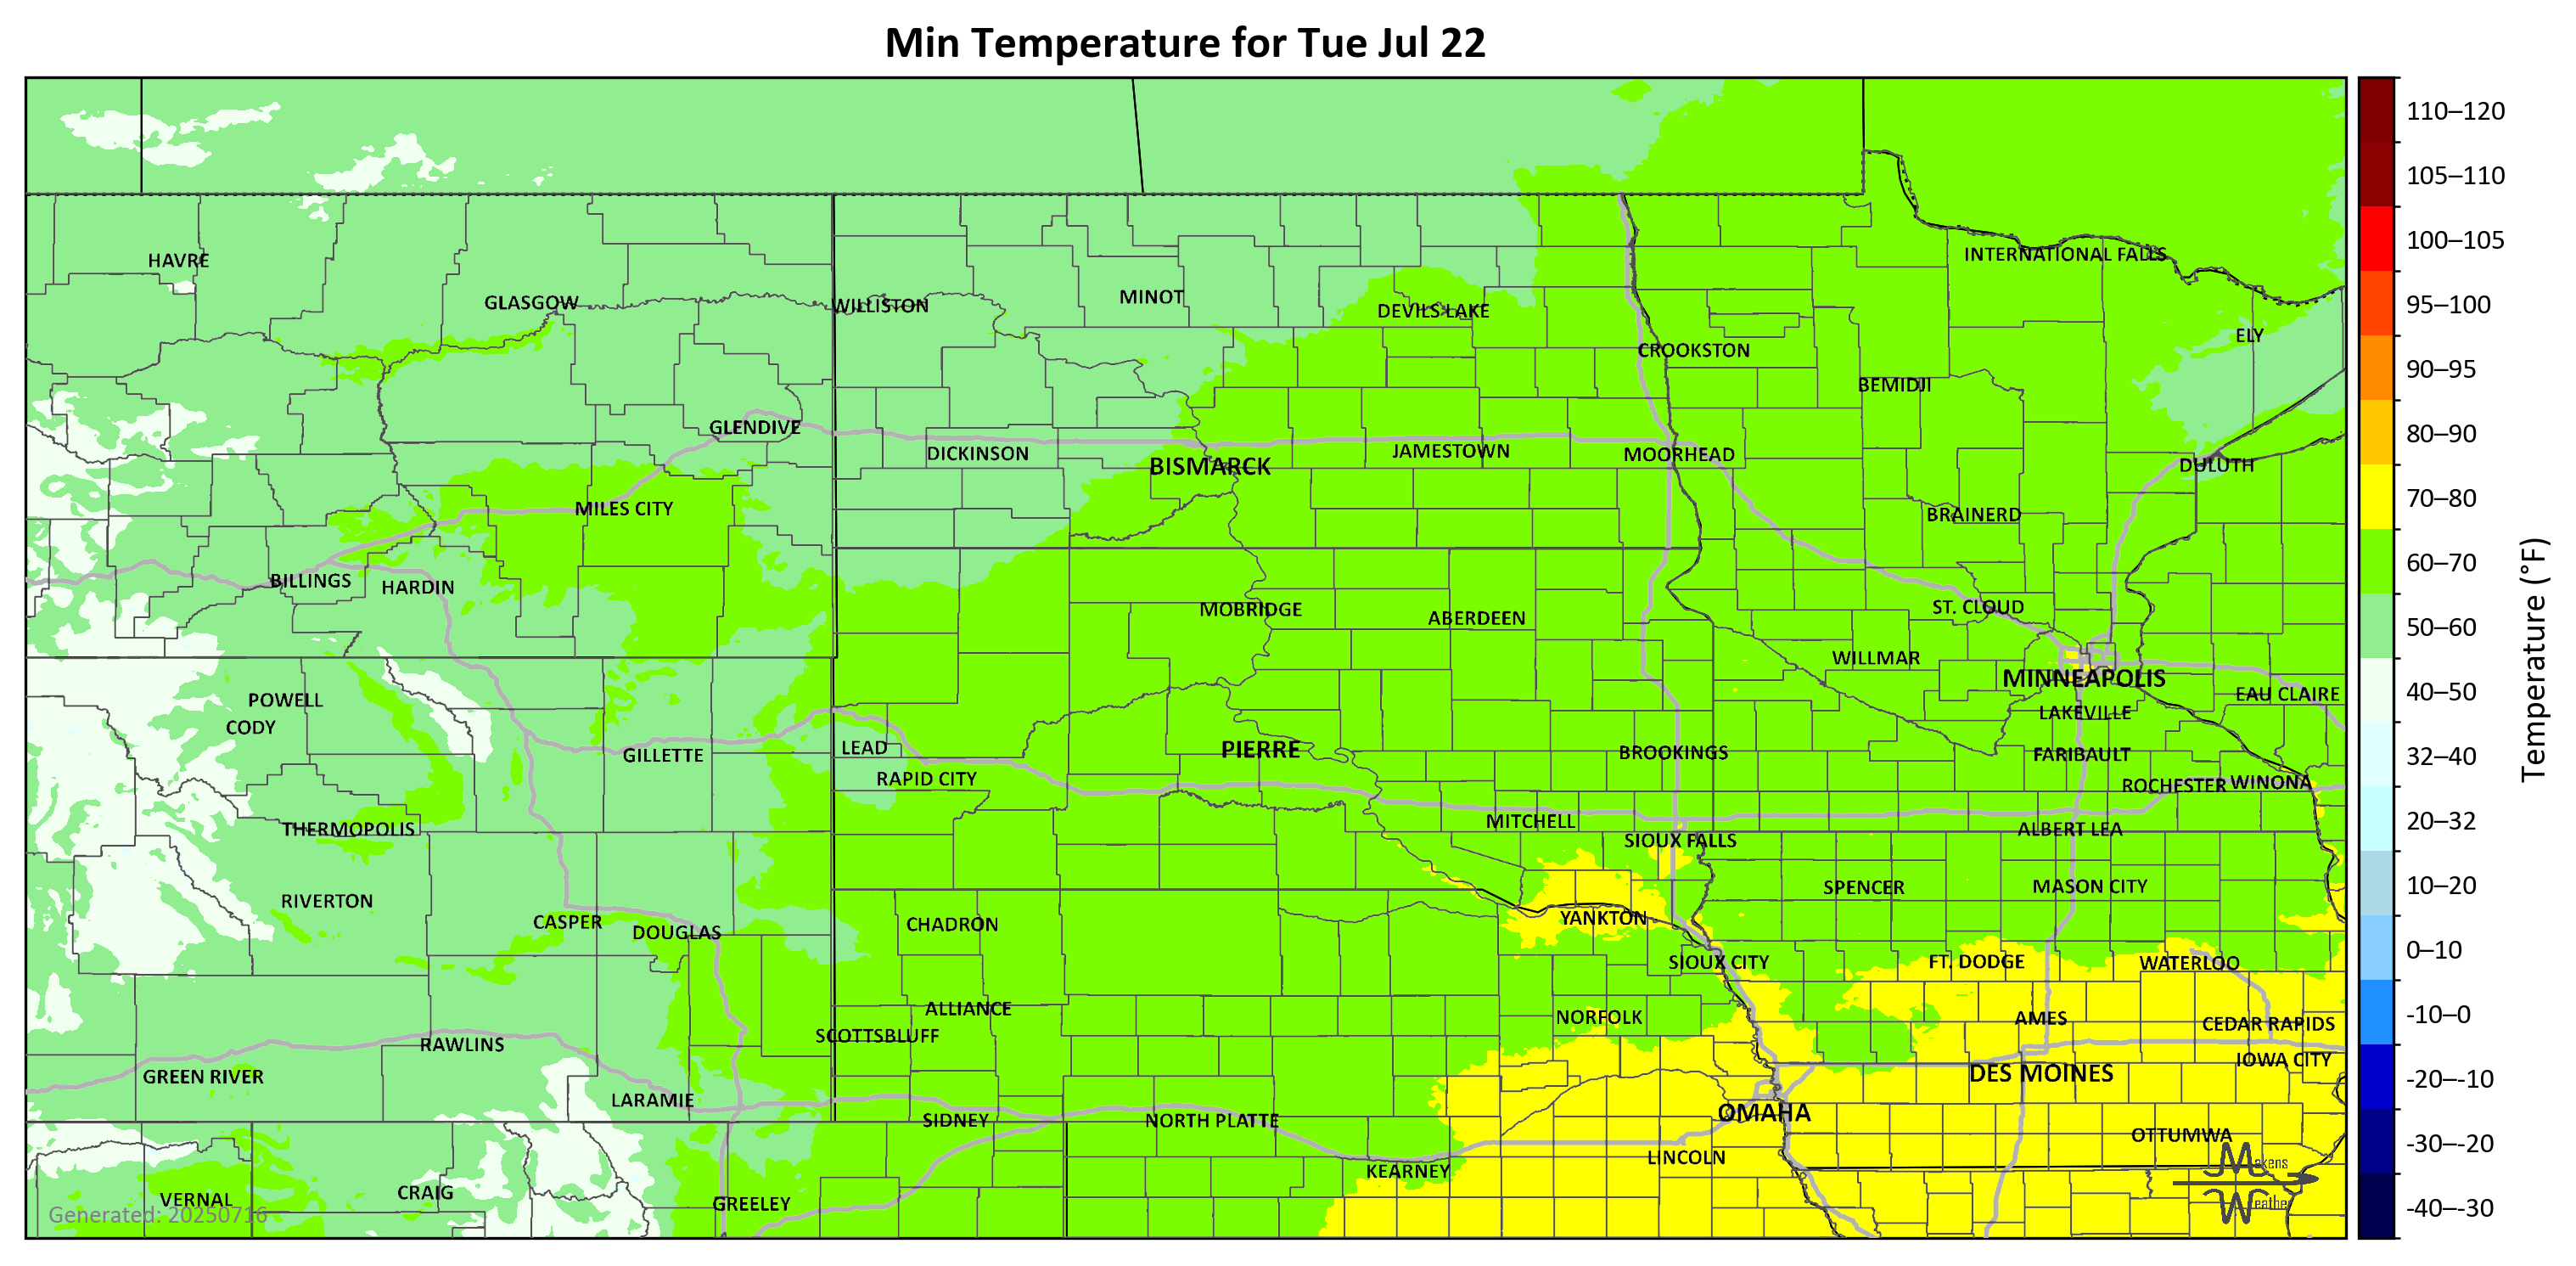 Min Temperature for Tue Jul 22
HAVRE
GLASGOW
WILLISTON
MINOT
DEVILS LAKE
INTERNATIONAL FALLS
CROOKSTON
ELY
BEMIDJI
GLENDIVE
DICKINSON
BISMARCK
JAMESTOWN
MOORHEAD
DULUTH
MILES CITY
BRAINERD
BILLINGS
HARDIN
MOBRIDGE
ABERDEEN
ST. CLOUD
WILLMAR
MINNEAPOLIS
EAU CLAIRE
POWELL
CODY
LAKEVILLE
GILLETTE
LEAD
PIERRE
BROOKINGS
FARIBAULT
RAPID CITY
ROCHESTER
WINONA
THERMOPOLIS
MITCHELL
SIOUX FALLS
ALBERT LEA
RIVERTON
SPENCER
MASON CITY
CASPER
DOUGLAS
CHADRON
YANKTON
SIOUX CITY
FT. DODGE
WATERLOO
ALLIANCE
NORFOLK
AMES
CEDAR RAPIDS
SCOTTSBLUFF
RAWLINS
IOWA CITY
GREEN RIVER
DES MOINES
LARAMIE
SIDNEY
NORTH PLATTE
OMAHA
OTTUMWA
KEARNEY
LINCOLN
VERNAL
CRAIG
GREELEY
Generated: 20250716
Makens
Weather
110–120
105–110
100–105
95–100
90–95
80–90
70–80
60–70
50–60
40–50
32–40
20–32
10–20
0–10
-10–0
-20–-10
-30–-20
-40–-30
Temperature (°F)